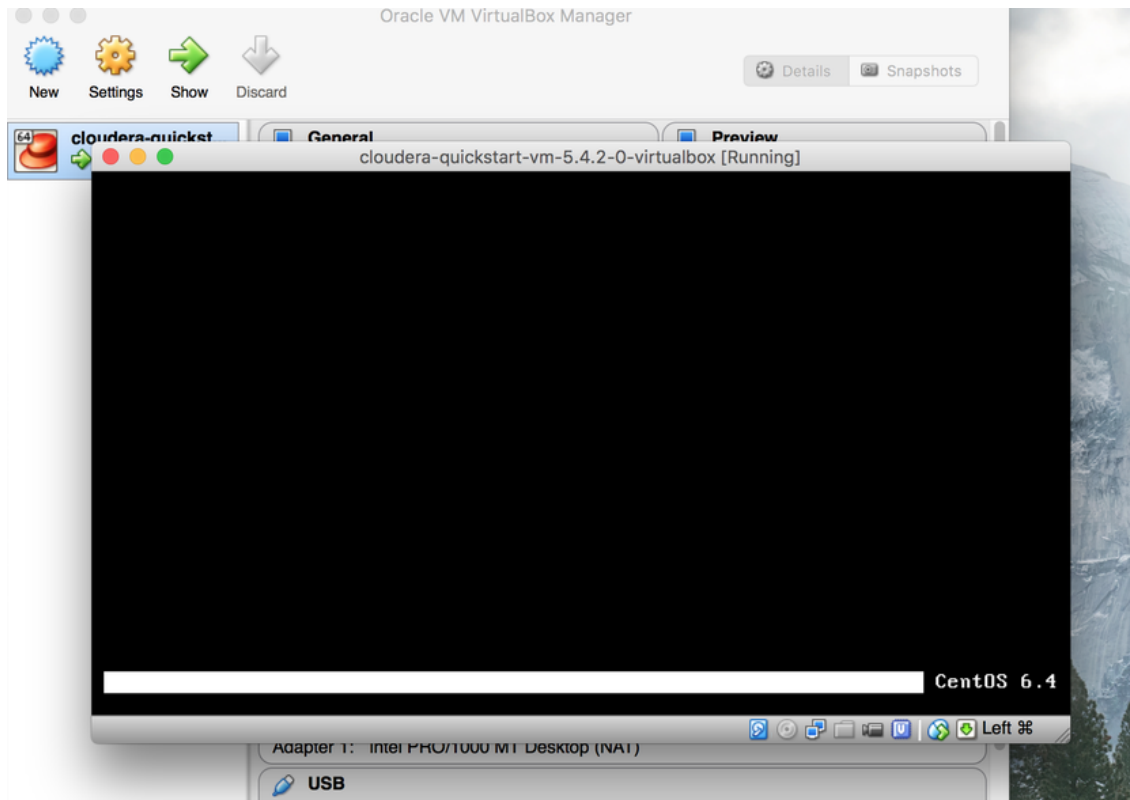 Oracle VM VirtualBox Manager
New Settings Show Discard
Details Snapshots
64 cloudera-quickst...
General Preview
cloudera-quickstart-vm-5.4.2-0-virtualbox [Running]
CentOS 6.4
Left ⌘
Adapter 1: Intel PRO/1000 MT Desktop (NAT)
USB